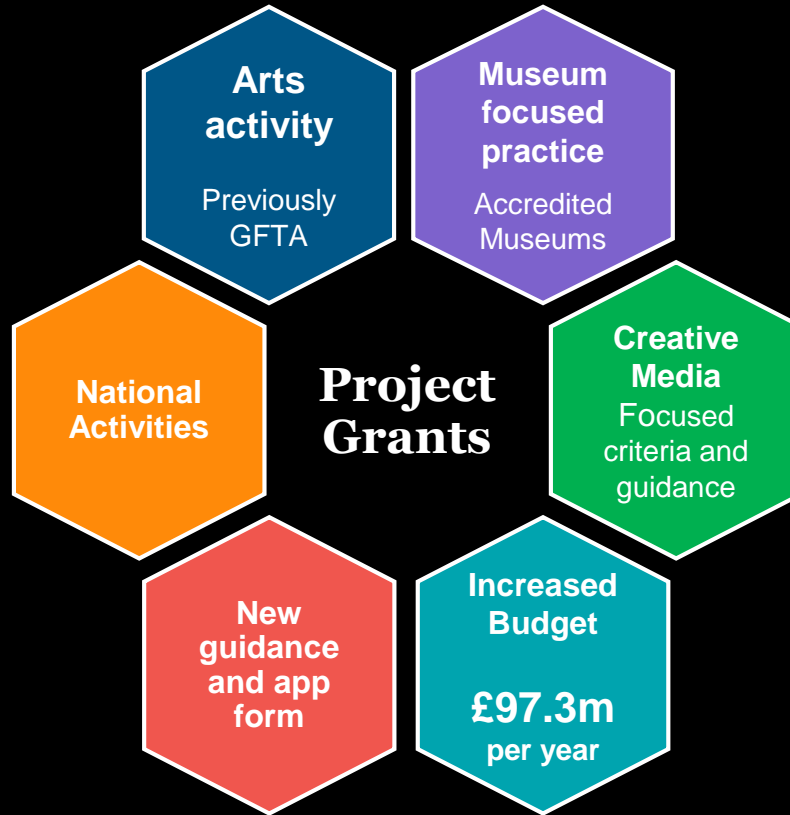 Arts
activity
Previously
GFTA
Museum
focused
practice
Accredited
Museums
National
Activities
Project
Grants
Creative
Media
Focused
criteria and
guidance
New
guidance
and app
form
Increased
Budget
£97.3m
per year